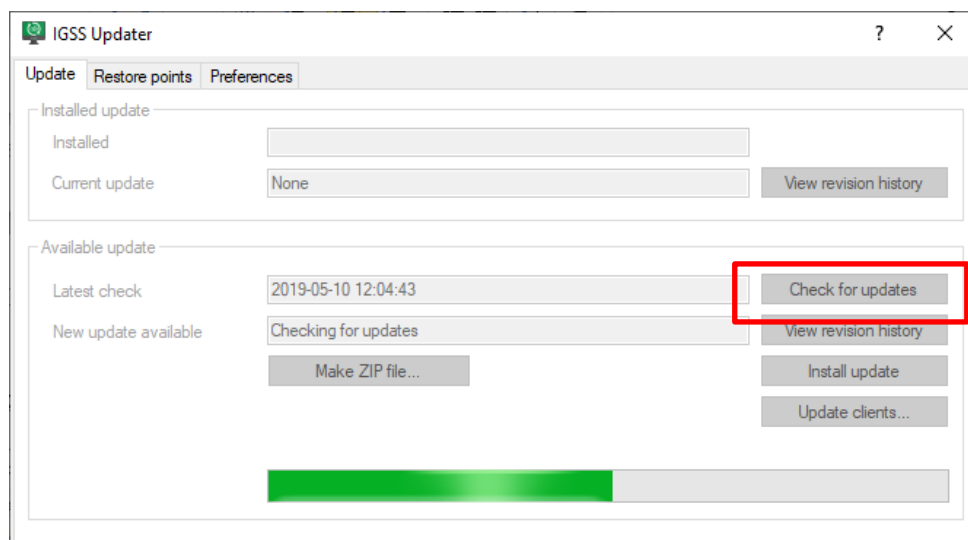 IGSS Updater ?
Update Restore points Preferences
Installed update
Installed
Current update None View revision history
Available update
Latest check 2019-05-10 12:04:43 Check for updates
New update available Checking for updates View revision history
Make ZIP file... Install update
Update clients...